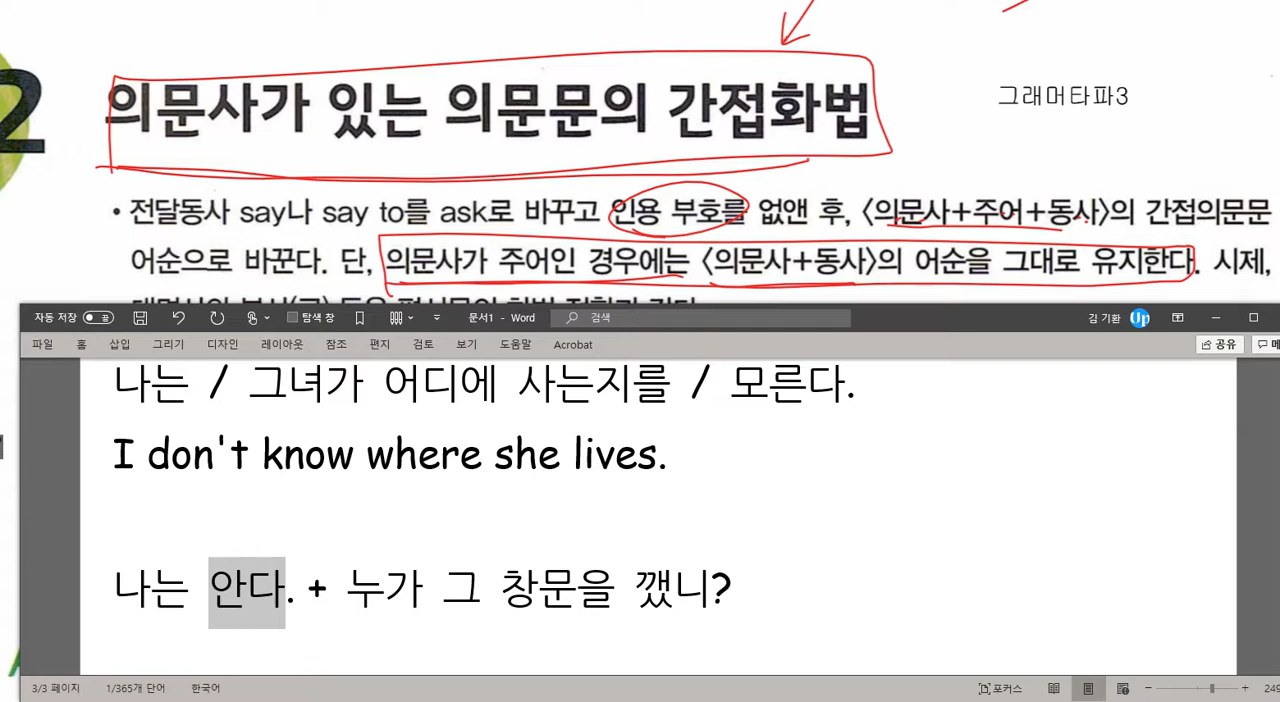 2 의문사가 있는 의문문의 간접화법
그래머타파3
• 전달동사 say나 say to를 ask로 바꾸고 인용 부호를 없앤 후, 〈의문사+주어+동사〉의 간접의문문
어순으로 바꾼다. 단, 의문사가 주어인 경우에는 〈의문사+동사〉의 어순을 그대로 유지한다. 시제,
자동 저장 끔 탐색 창 문서1 - Word 검색 김 기환 Up
파일 홈 삽입 그리기 디자인 레이아웃 참조 편지 검토 보기 도움말 Acrobat 공유 메
나는 / 그녀가 어디에 사는지를 / 모른다.
I don't know where she lives.
나는 안다. + 누가 그 창문을 깼니?
3/3 페이지 1/365개 단어 한국어 포커스 249